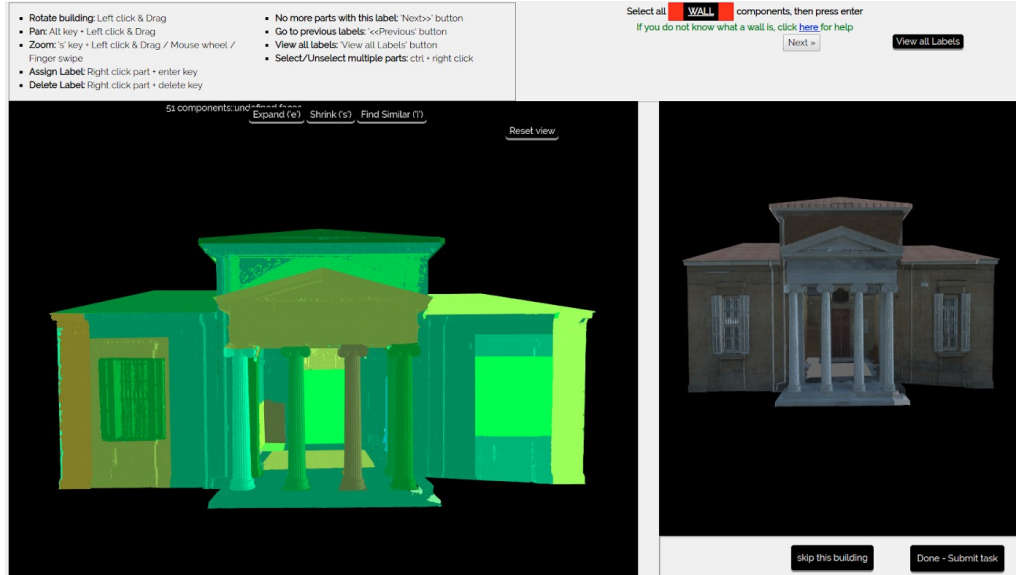 Rotate building: Left click & Drag
Pan: Alt key + Left click & Drag
Zoom: 's' key + Left click & Drag / Mouse wheel /
Finger swipe
Assign Label: Right click part + enter key
Delete Label: Right click part + delete key
No more parts with this label: 'Next>>' button
Go to previous labels: '<<Previous' button
View all labels: 'View all Labels' button
Select/Unselect multiple parts: ctrl + right click
Select all WALL components, then press enter
If you do not know what a wall is, click here for help
Next »
View all Labels
51 components::undefined faces
Expand ('e') Shrink ('s') Find Similar ('i')
Reset view
skip this building
Done - Submit task